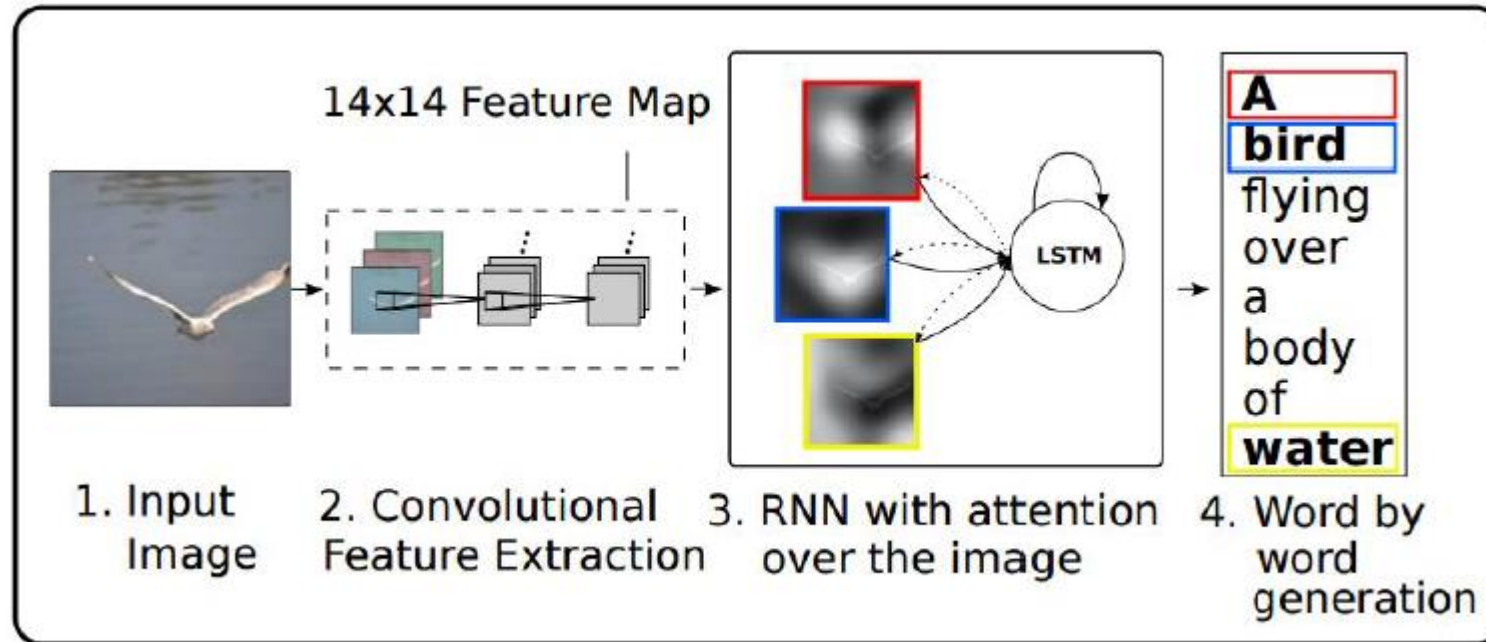 14x14 Feature Map
LSTM
A
bird
flying
over
a
body
of
water
1. Input
Image
2. Convolutional
Feature Extraction
3. RNN with attention
over the image
4. Word by
word
generation